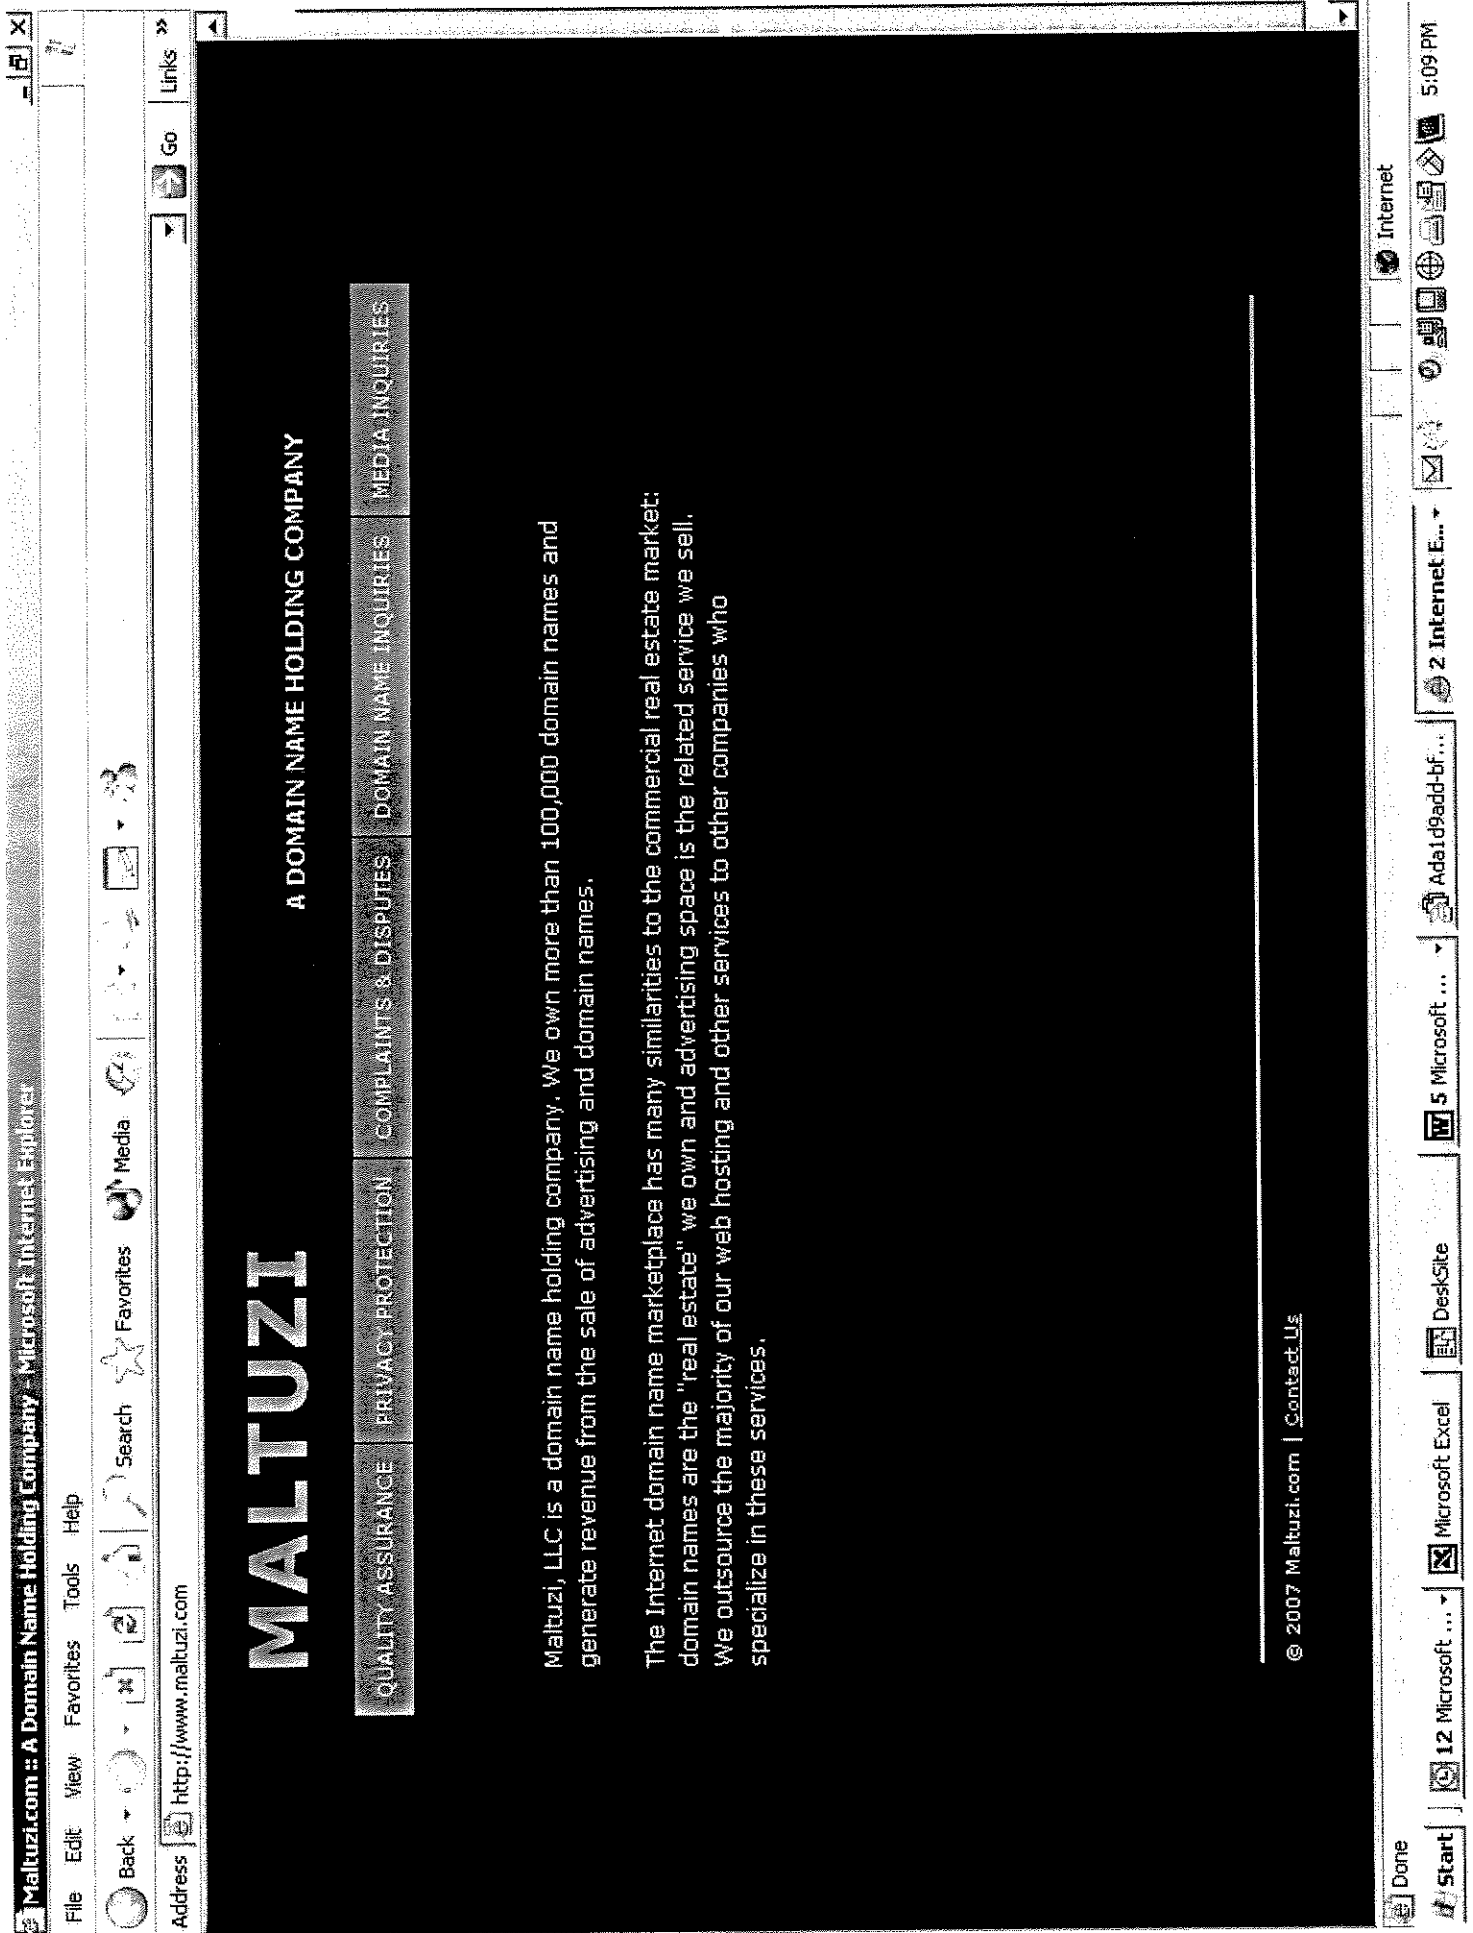 Maltuzi.com :: A Domain Name Holding Company - Microsoft Internet Explorer
File Edit View Favorites Tools Help
Back Search Favorites Media
Address http://www.maltuzi.com Go Links »
MALTUZI
A DOMAIN NAME HOLDING COMPANY
QUALITY ASSURANCE PRIVACY PROTECTION COMPLAINTS & DISPUTES DOMAIN NAME INQUIRIES MEDIA INQUIRIES
Maltuzi, LLC is a domain name holding company. We own more than 100,000 domain names and
generate revenue from the sale of advertising and domain names.
The Internet domain name marketplace has many similarities to the commercial real estate market:
domain names are the "real estate" we own and advertising space is the related service we sell.
We outsource the majority of our web hosting and other services to other companies who
specialize in these services.
© 2007 Maltuzi.com | Contact Us
Done Internet
Start 12 Microsoft ... Microsoft Excel DeskSite 5 Microsoft ... Ada1d9add-bf... 2 Internet E... 5:09 PM